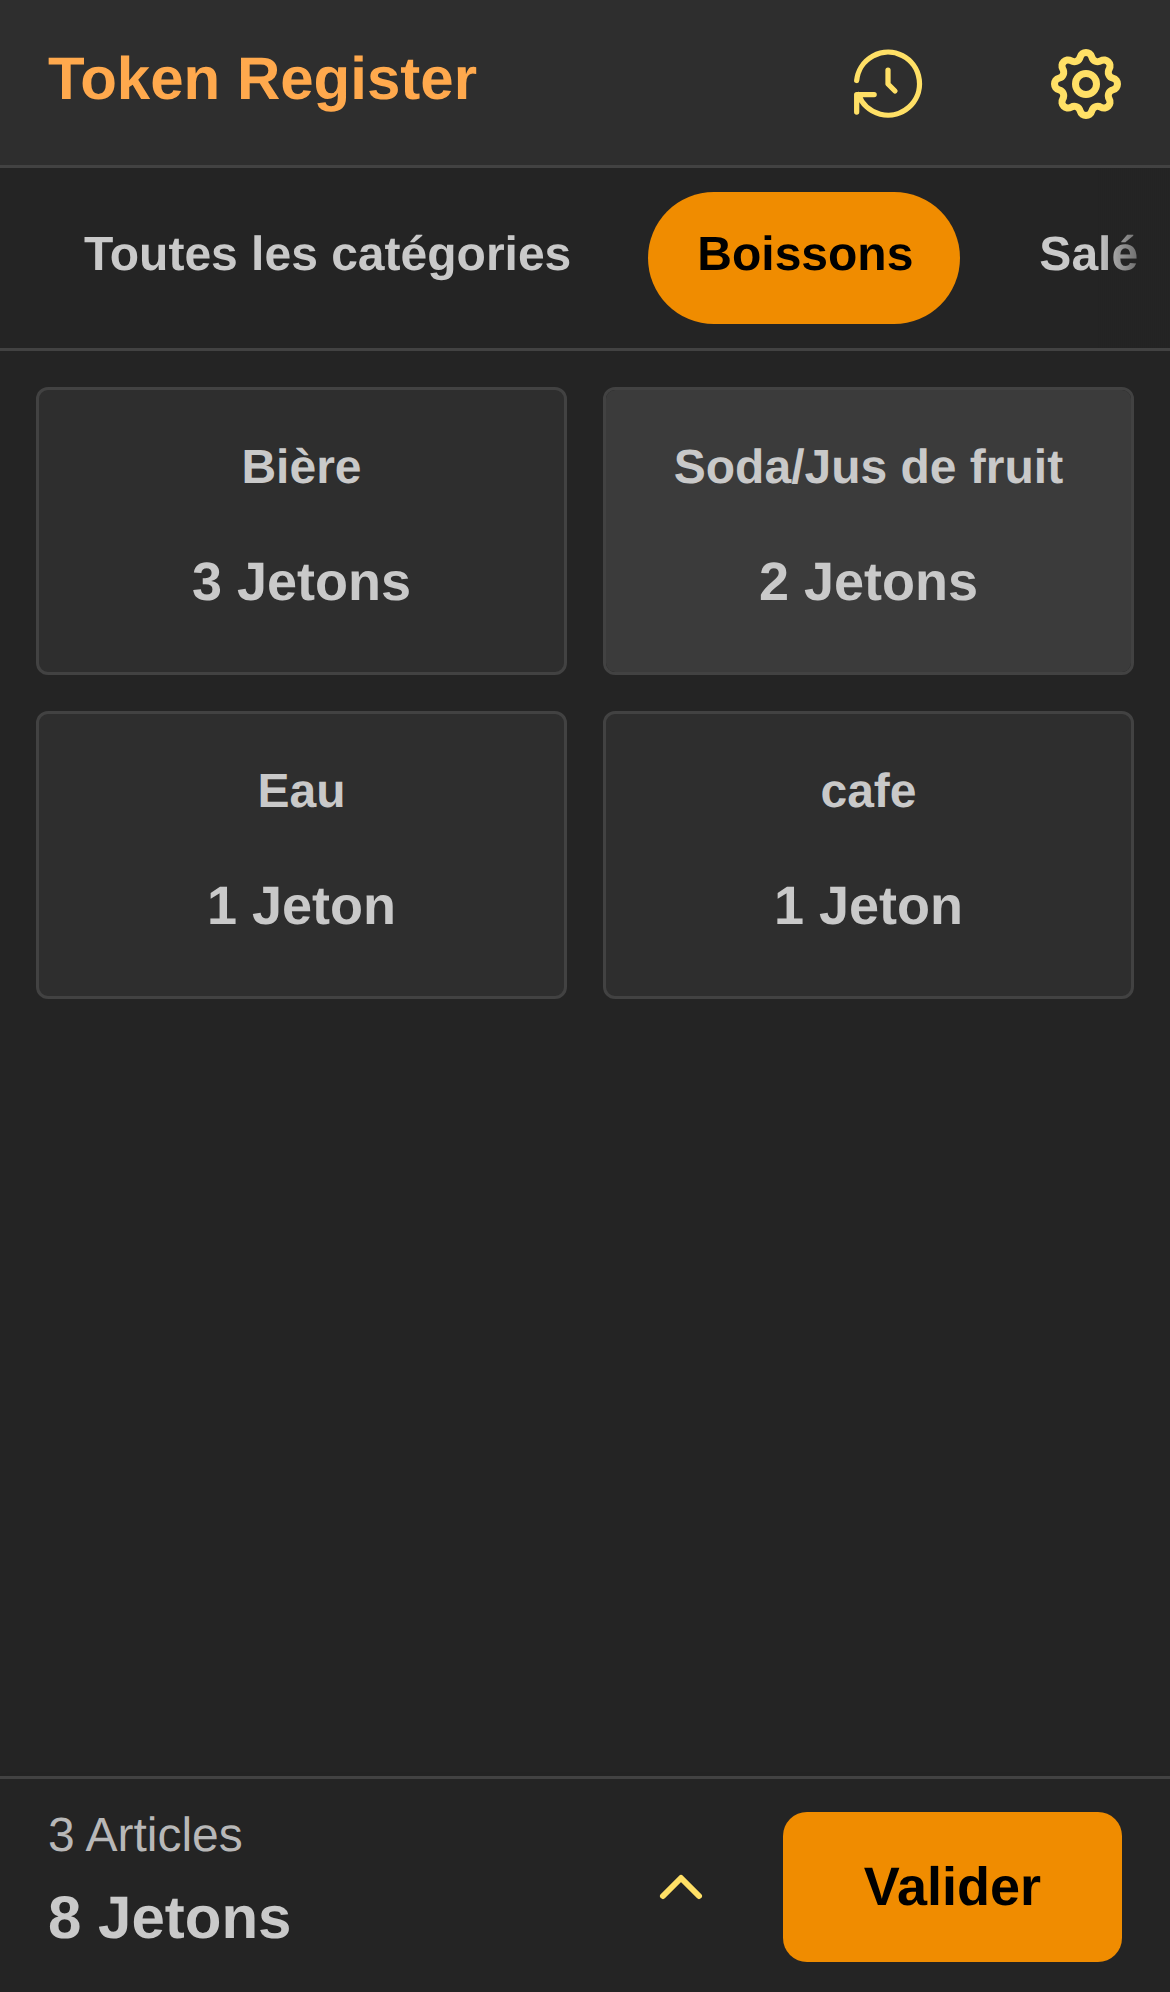 Token Register
Toutes les catégories
Boissons
Salé
Bière
3 Jetons
Soda/Jus de fruit
2 Jetons
Eau
1 Jeton
cafe
1 Jeton
3 Articles
8 Jetons
Valider